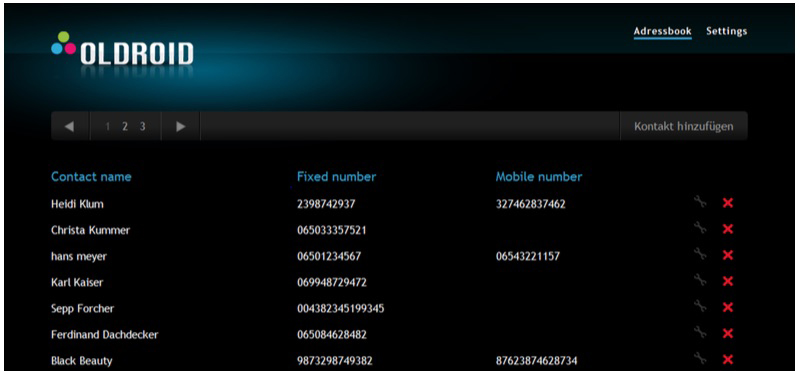 Adressbook Settings
OLDROID
1 2 3 Kontakt hinzufügen
Contact name Fixed number Mobile number
Heidi Klum 2398742937 327462837462
Christa Kummer 065033357521
hans meyer 06501234567 06543221157
Karl Kaiser 069948729472
Sepp Forcher 004382345199345
Ferdinand Dachdecker 065084628482
Black Beauty 9873298749382 87623874628734